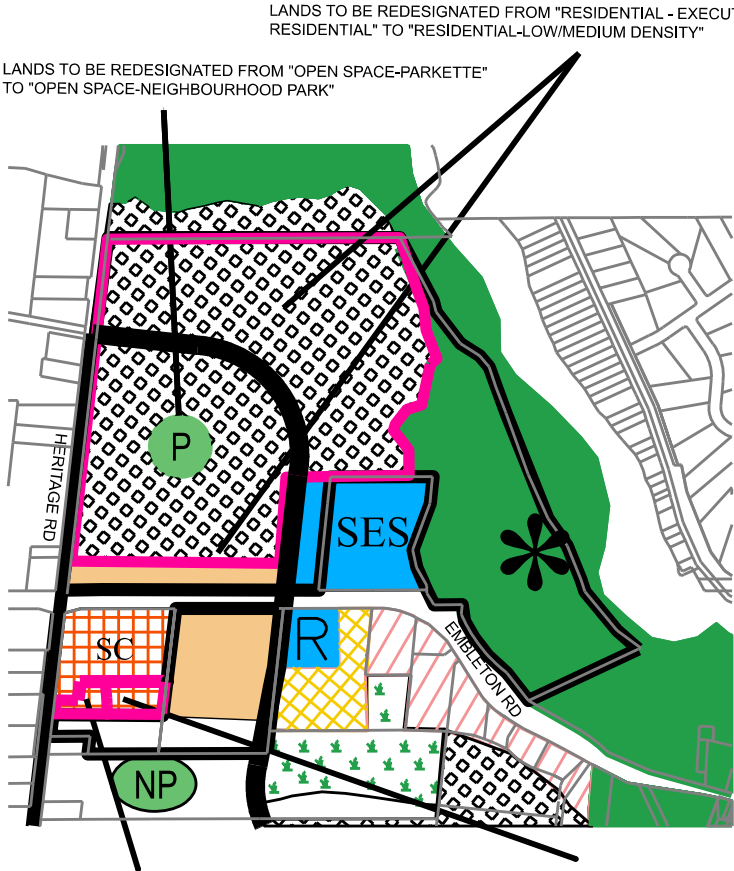 LANDS TO BE REDESIGNATED FROM "RESIDENTIAL - EXECUT
RESIDENTIAL" TO "RESIDENTIAL-LOW/MEDIUM DENSITY"
LANDS TO BE REDESIGNATED FROM "OPEN SPACE-PARKETTE"
TO "OPEN SPACE-NEIGHBOURHOOD PARK"
P
HERITAGE RD
SES
SC
R
EMBLETON RD
NP